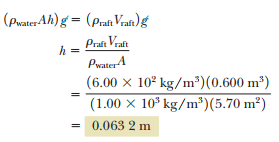 (ρwaterAh)g = (ρraftVraft)g
h = ρraftVraft / ρwaterA
= (6.00 × 10² kg/m³)(0.600 m³) / (1.00 × 10³ kg/m³)(5.70 m²)
= 0.063 2 m